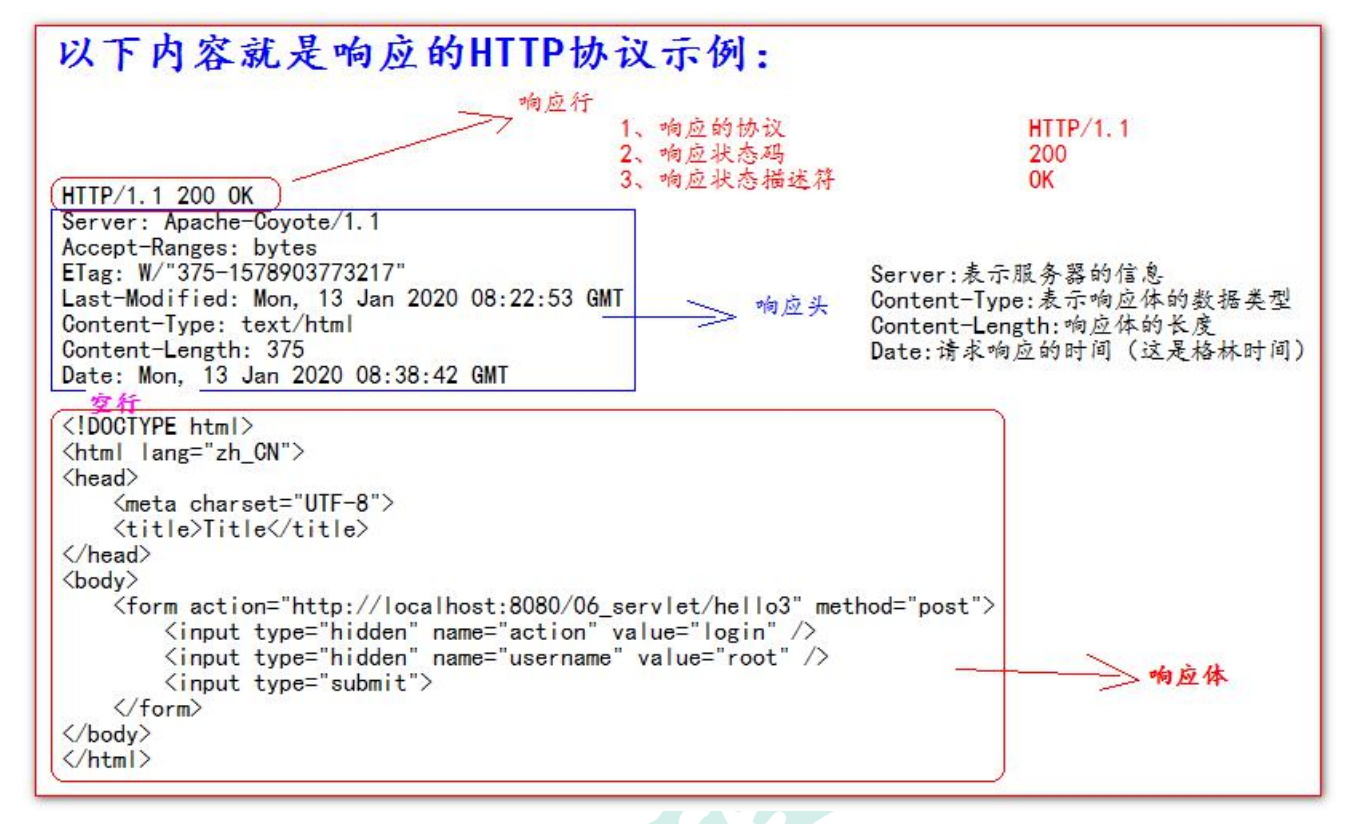 以下内容就是响应的HTTP协议示例：
响应行
1、响应的协议 HTTP/1.1
2、响应状态码 200
3、响应状态描述符 OK
HTTP/1.1 200 OK
Server: Apache-Coyote/1.1
Accept-Ranges: bytes
ETag: W/"375-1578903773217"
Last-Modified: Mon, 13 Jan 2020 08:22:53 GMT
Content-Type: text/html
Content-Length: 375
Date: Mon, 13 Jan 2020 08:38:42 GMT
响应头
Server:表示服务器的信息
Content-Type:表示响应体的数据类型
Content-Length:响应体的长度
Date:请求响应的时间（这是格林时间）
空行
<!DOCTYPE html>
<html lang="zh_CN">
<head>
    <meta charset="UTF-8">
    <title>Title</title>
</head>
<body>
    <form action="http://localhost:8080/06_servlet/hello3" method="post">
        <input type="hidden" name="action" value="login" />
        <input type="hidden" name="username" value="root" />
        <input type="submit">
    </form>
</body>
</html>
响应体